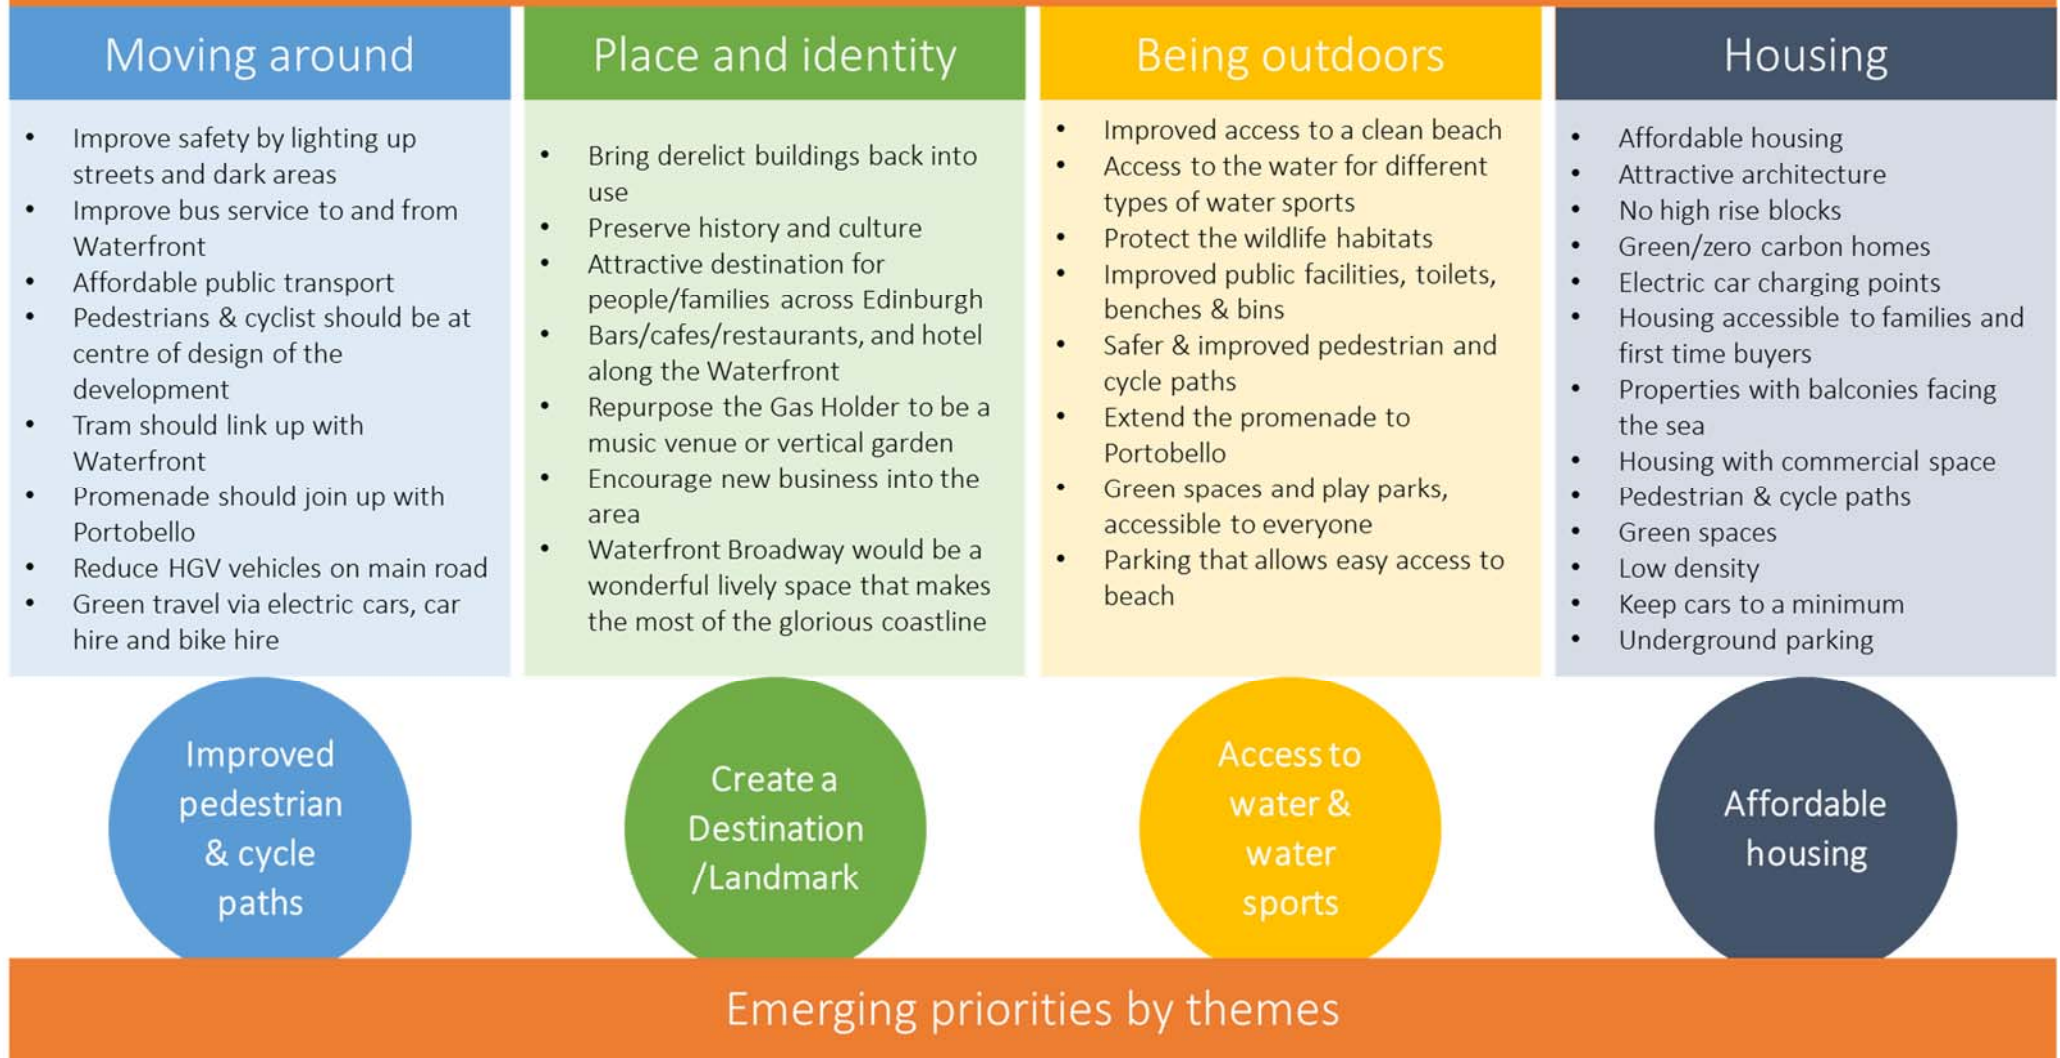 Moving around
• Improve safety by lighting up
streets and dark areas
• Improve bus service to and from
Waterfront
• Affordable public transport
• Pedestrians & cyclist should be at
centre of design of the
development
• Tram should link up with
Waterfront
• Promenade should join up with
Portobello
• Reduce HGV vehicles on main road
• Green travel via electric cars, car
hire and bike hire
Improved
pedestrian
& cycle
paths
Place and identity
• Bring derelict buildings back into
use
• Preserve history and culture
• Attractive destination for
people/families across Edinburgh
• Bars/cafes/restaurants, and hotel
along the Waterfront
• Repurpose the Gas Holder to be a
music venue or vertical garden
• Encourage new business into the
area
• Waterfront Broadway would be a
wonderful lively space that makes
the most of the glorious coastline
Create a
Destination
/Landmark
Being outdoors
• Improved access to a clean beach
• Access to the water for different
types of water sports
• Protect the wildlife habitats
• Improved public facilities, toilets,
benches & bins
• Safer & improved pedestrian and
cycle paths
• Extend the promenade to
Portobello
• Green spaces and play parks,
accessible to everyone
• Parking that allows easy access to
beach
Access to
water &
water
sports
Housing
• Affordable housing
• Attractive architecture
• No high rise blocks
• Green/zero carbon homes
• Electric car charging points
• Housing accessible to families and
first time buyers
• Properties with balconies facing
the sea
• Housing with commercial space
• Pedestrian & cycle paths
• Green spaces
• Low density
• Keep cars to a minimum
• Underground parking
Affordable
housing
Emerging priorities by themes